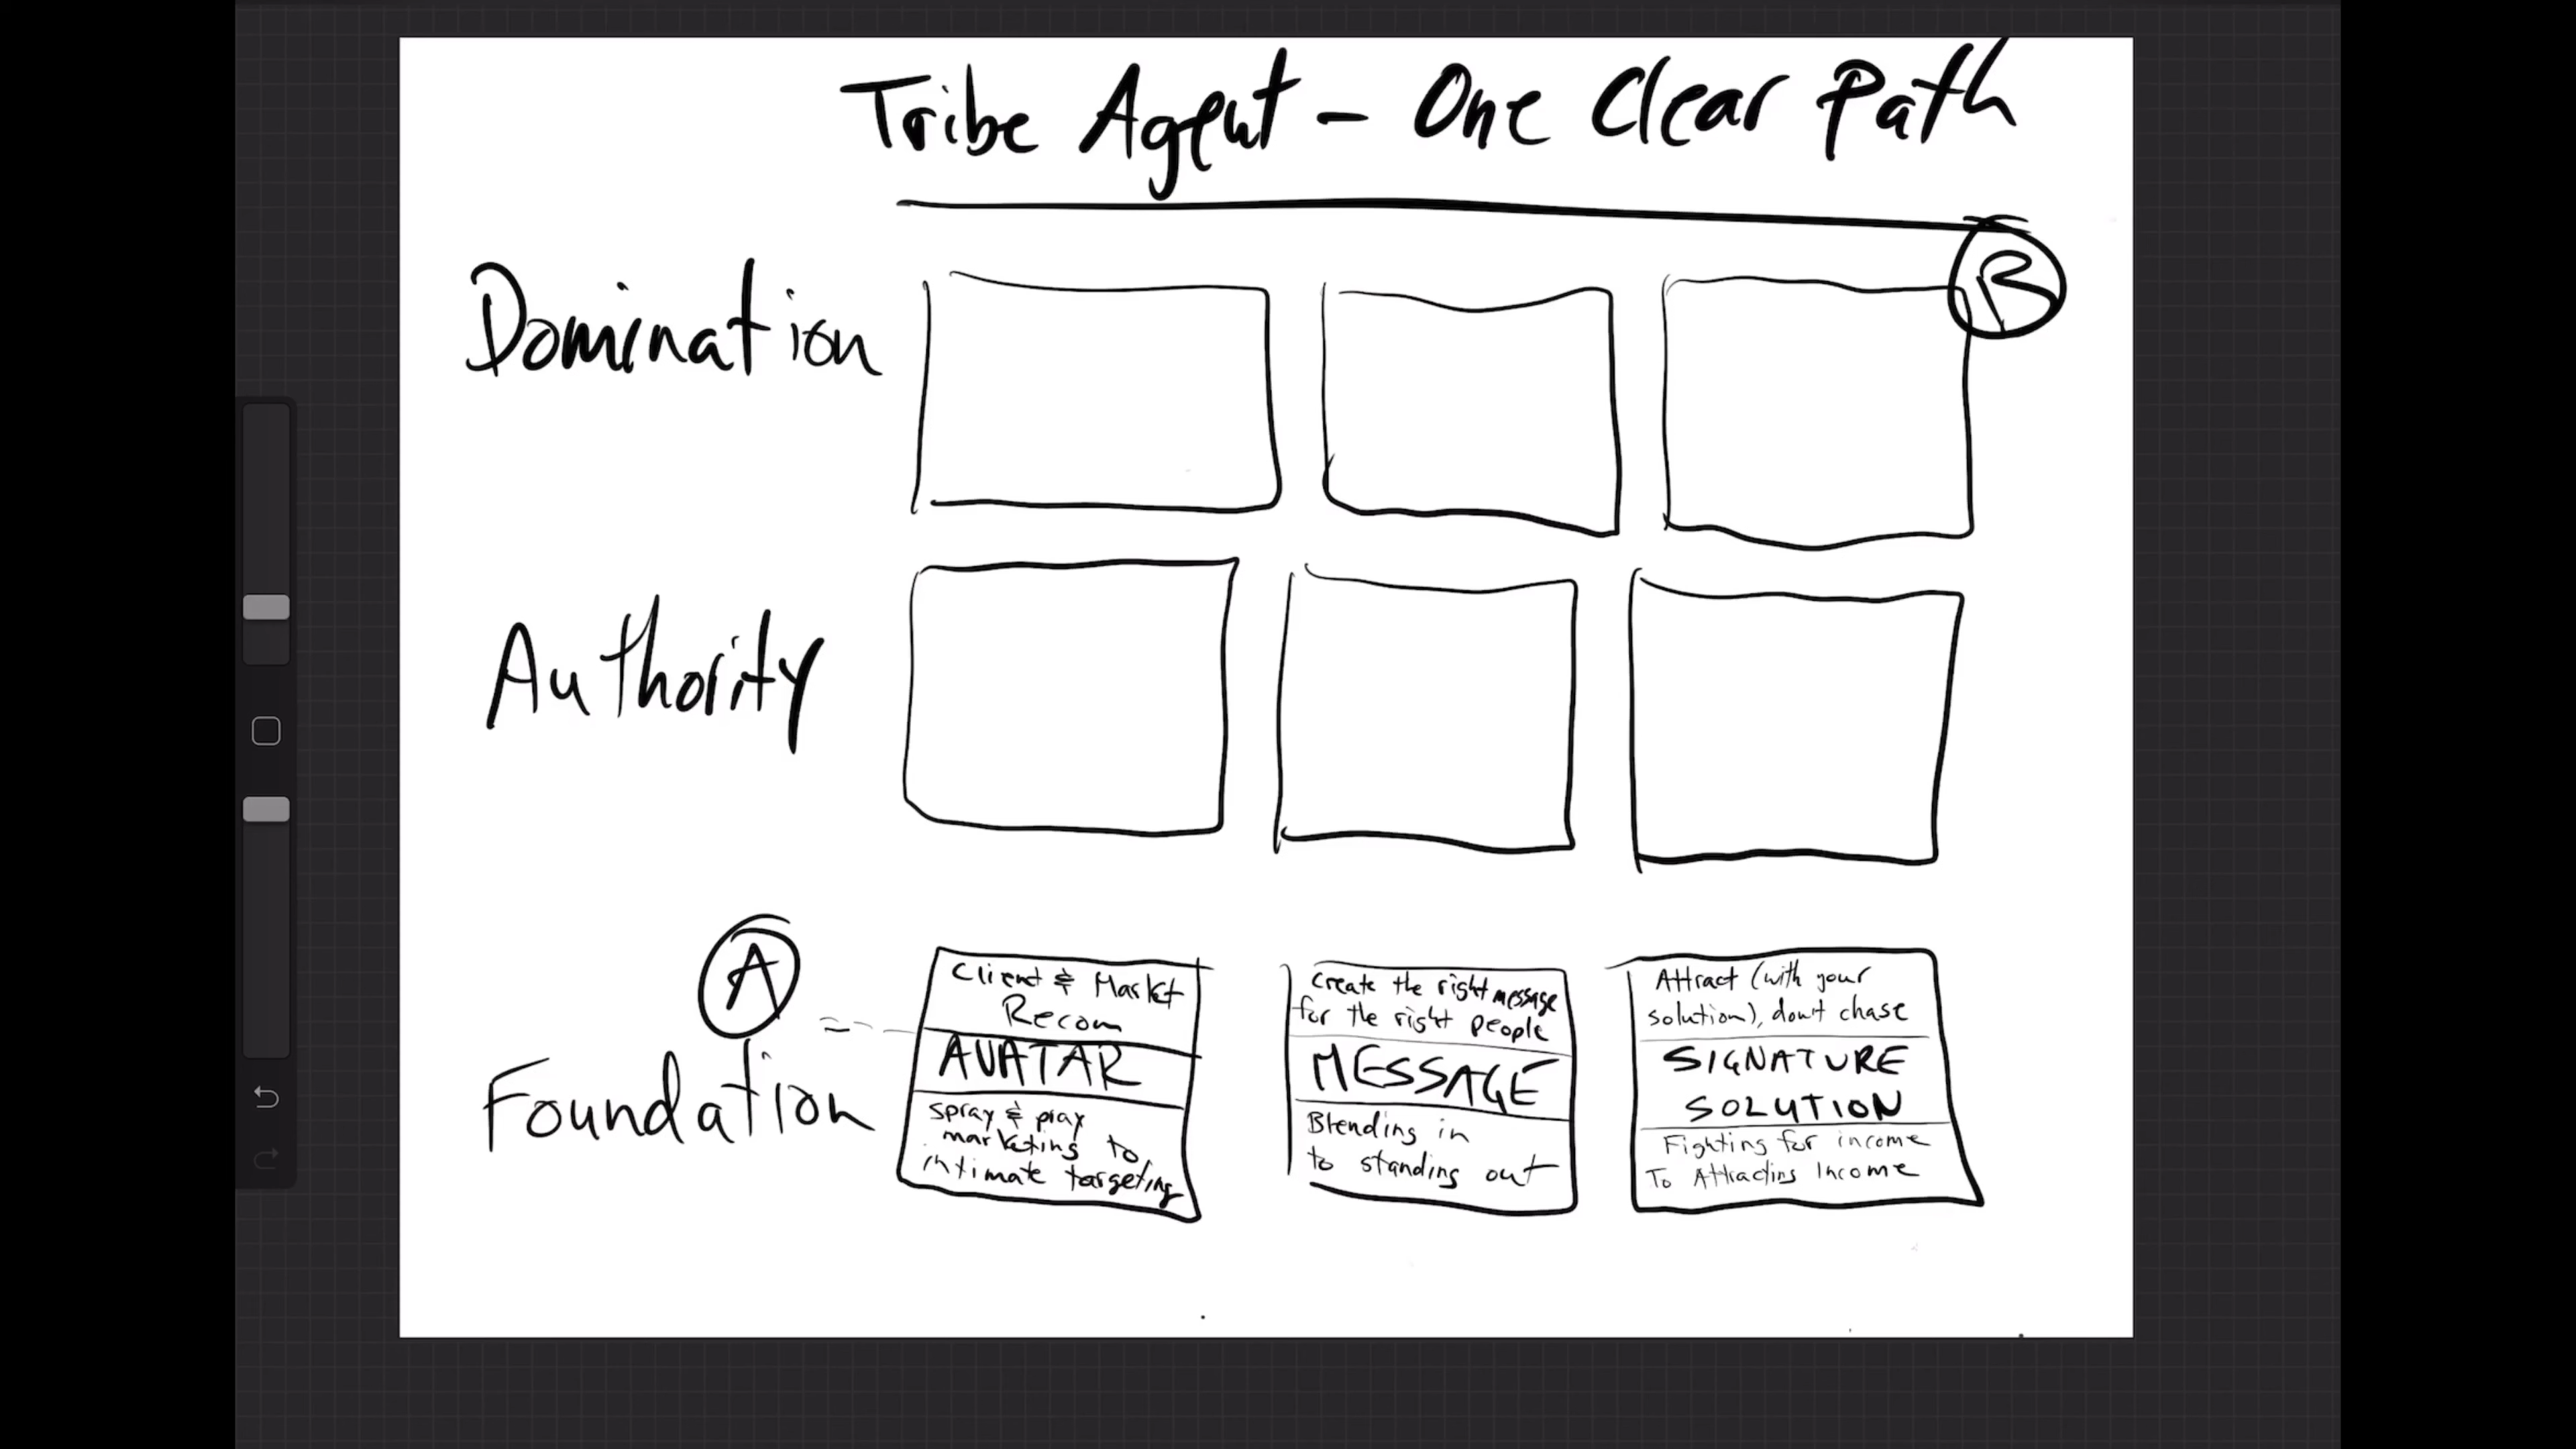 Tribe Agent - One Clear Path
B
Domination
Authority
A
Foundation
Client & Market
Recom
AVATAR
spray & pray
marketing to
intimate targeting
Create the right message
for the right people
MESSAGE
Blending in
to standing out
Attract (with your
solution), don't chase
SIGNATURE
SOLUTION
Fighting for income
To Attracting Income